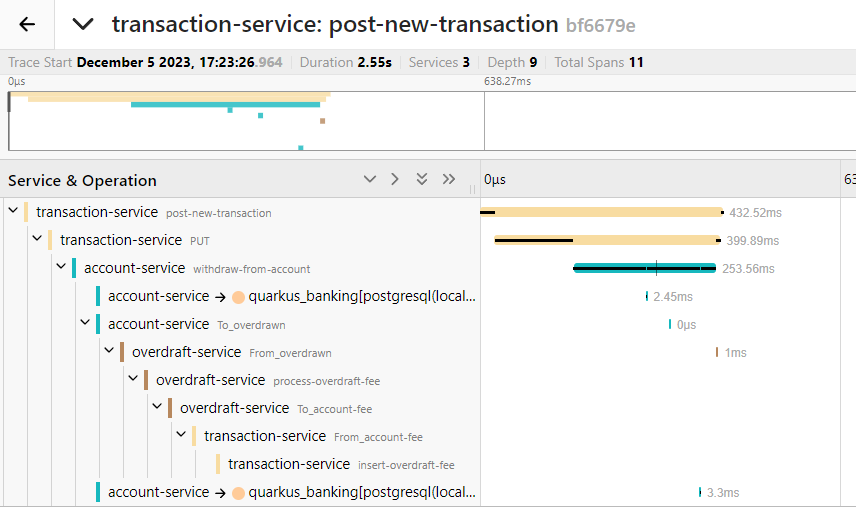 transaction-service: post-new-transaction bf6679e
Trace Start December 5 2023, 17:23:26.964 Duration 2.55s Services 3 Depth 9 Total Spans 11
0μs 638.27ms
Service & Operation 0μs 63
transaction-service post-new-transaction 432.52ms
transaction-service PUT 399.89ms
account-service withdraw-from-account 253.56ms
account-service → quarkus_banking[postgresql(local... 2.45ms
account-service To_overdrawn 0μs
overdraft-service From_overdrawn 1ms
overdraft-service process-overdraft-fee
overdraft-service To_account-fee
transaction-service From_account-fee
transaction-service insert-overdraft-fee
account-service → quarkus_banking[postgresql(local... 3.3ms